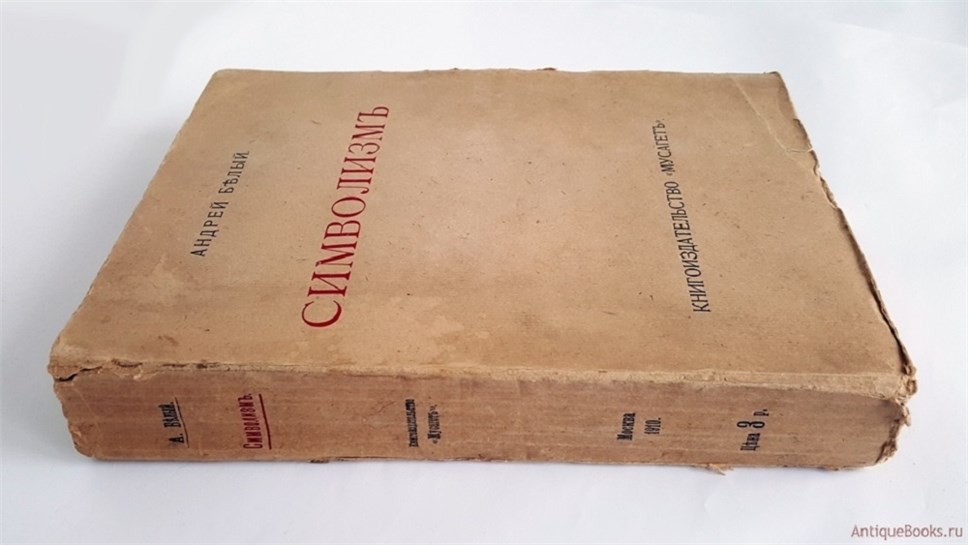 АНДРЕЙ БѢЛЫЙ.
СИМВОЛИЗМЪ
КНИГОИЗДАТЕЛЬСТВО «МУСАГЕТЪ».
А. Бѣлый.
Символизмъ.
Книгоиздательство
«Мусагетъ».
Москва
1910.
Цѣна 3 р.
AntiqueBooks.ru